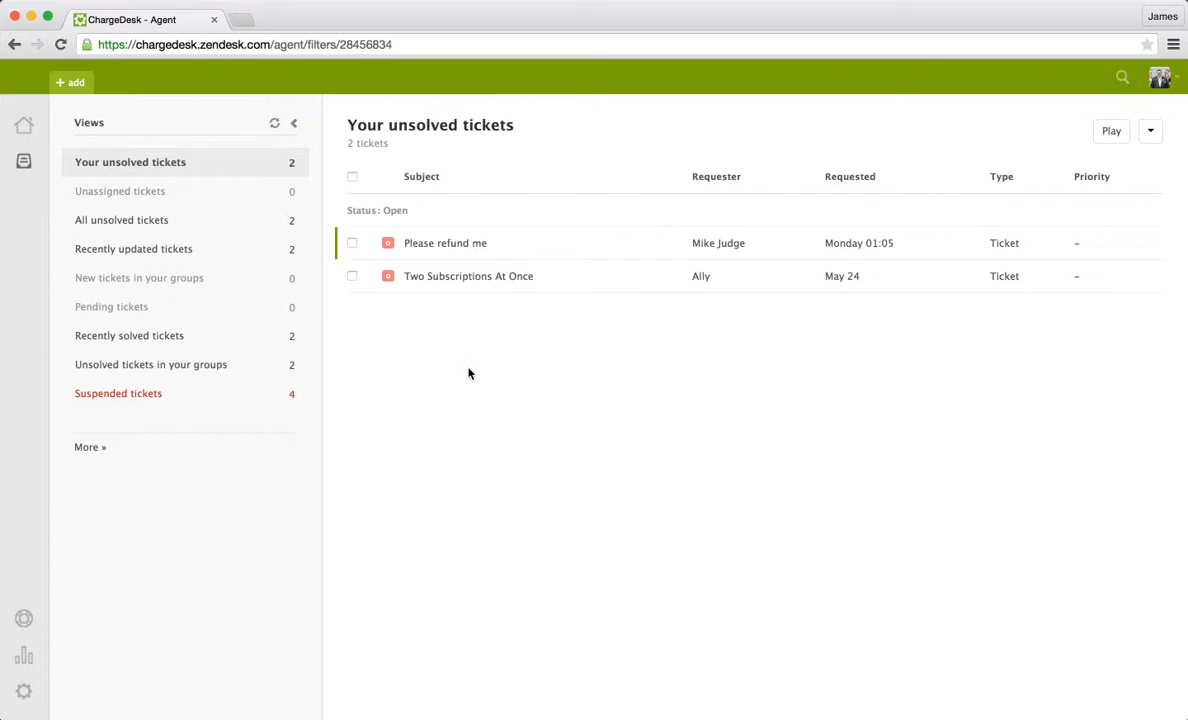 ChargeDesk - Agent
James
https://chargedesk.zendesk.com/agent/filters/28456834
+ add
Views
Your unsolved tickets 2
Unassigned tickets 0
All unsolved tickets 2
Recently updated tickets 2
New tickets in your groups 0
Pending tickets 0
Recently solved tickets 2
Unsolved tickets in your groups 2
Suspended tickets 4
More »
Your unsolved tickets
2 tickets
Play
Subject Requester Requested Type Priority
Status: Open
o Please refund me Mike Judge Monday 01:05 Ticket –
o Two Subscriptions At Once Ally May 24 Ticket –